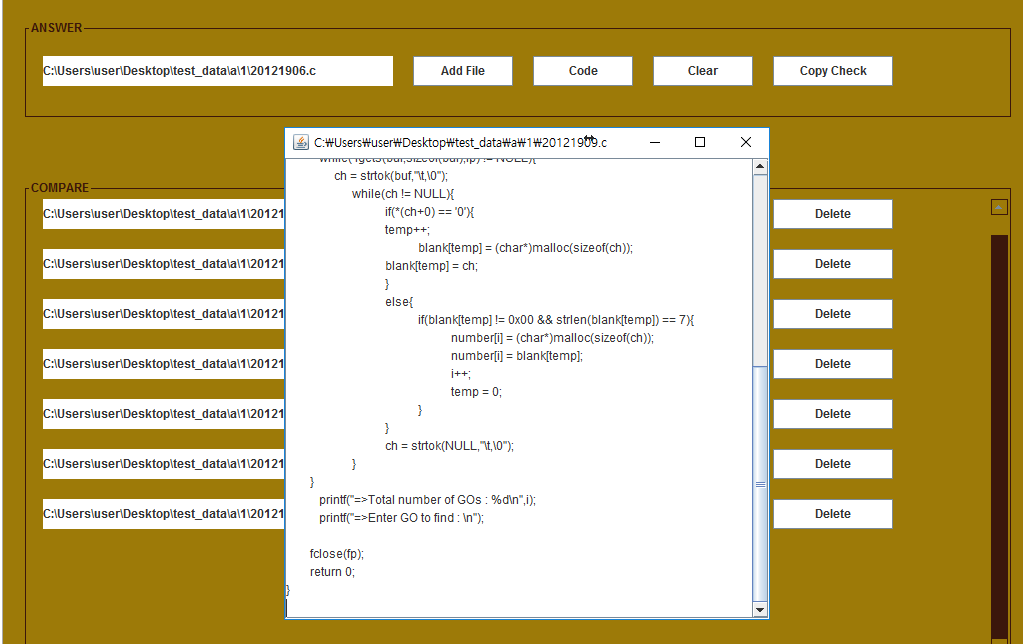 ANSWER
C:\Users\user\Desktop\test_data\a\1\20121906.c
Add File
Code
Clear
Copy Check
C:₩Users₩user₩Desktop₩test_data₩a₩1₩20121909.c
while( fgets(buf,sizeof(buf),fp) != NULL){
ch = strtok(buf,"\t,\0");
while(ch != NULL){
if(*(ch+0) == '0'){
temp++;
blank[temp] = (char*)malloc(sizeof(ch));
blank[temp] = ch;
}
else{
if(blank[temp] != 0x00 && strlen(blank[temp]) == 7){
number[i] = (char*)malloc(sizeof(ch));
number[i] = blank[temp];
i++;
temp = 0;
}
}
ch = strtok(NULL,"\t,\0");
}
}
printf("=>Total number of GOs : %d\n",i);
printf("=>Enter GO to find : \n");
fclose(fp);
return 0;
}
COMPARE
C:\Users\user\Desktop\test_data\a\1\20121
Delete
C:\Users\user\Desktop\test_data\a\1\20121
Delete
C:\Users\user\Desktop\test_data\a\1\20121
Delete
C:\Users\user\Desktop\test_data\a\1\20121
Delete
C:\Users\user\Desktop\test_data\a\1\20121
Delete
C:\Users\user\Desktop\test_data\a\1\20121
Delete
C:\Users\user\Desktop\test_data\a\1\20121
Delete